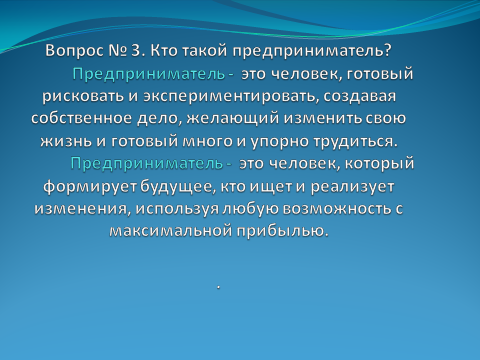 Вопрос № 3. Кто такой предприниматель?
Предприниматель - это человек, готовый
рисковать и экспериментировать, создавая
собственное дело, желающий изменить свою
жизнь и готовый много и упорно трудиться.
Предприниматель - это человек, который
формирует будущее, кто ищет и реализует
изменения, используя любую возможность с
максимальной прибылью.
.